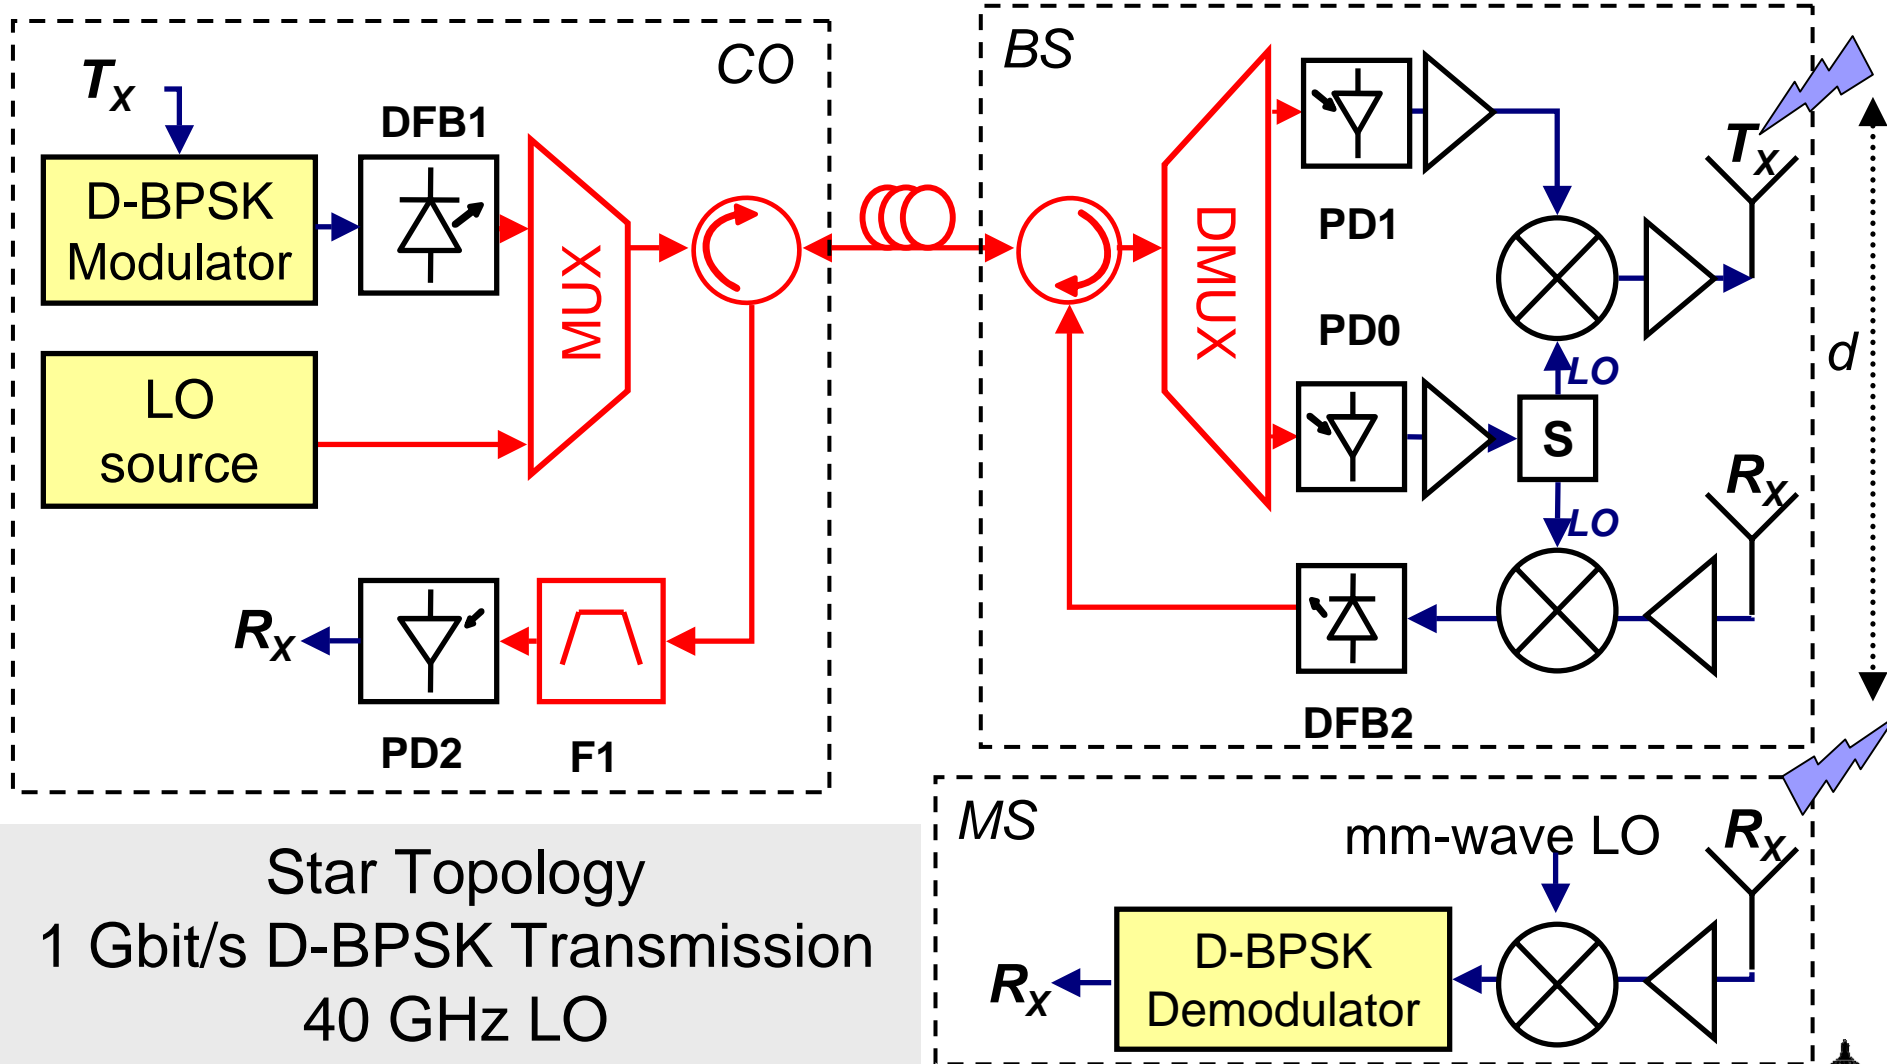 CO
Tx
DFB1
D-BPSK
Modulator
MUX
LO
source
Rx
PD2
F1
BS
DMUX
PD1
Tx
PD0
LO
S
d
LO
Rx
DFB2
MS
mm-wave LO
Rx
D-BPSK
Demodulator
Rx
Star Topology
1 Gbit/s D-BPSK Transmission
40 GHz LO